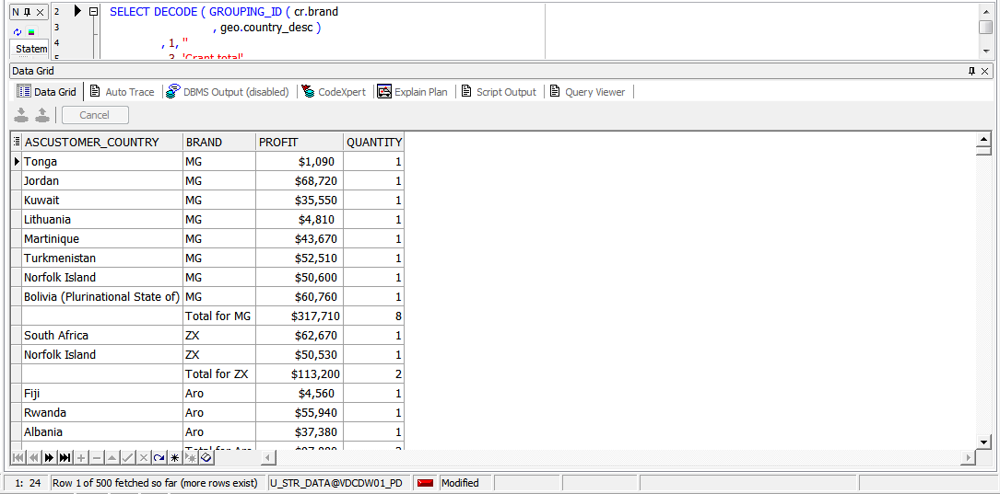 N
2 SELECT DECODE ( GROUPING_ID ( cr.brand
3 , geo.country_desc )
4 , 1, ''
Statem
Data Grid
Data Grid Auto Trace DBMS Output (disabled) CodeXpert Explain Plan Script Output Query Viewer
Cancel
ASCUSTOMER_COUNTRY BRAND PROFIT QUANTITY
Tonga MG $1,090 1
Jordan MG $68,720 1
Kuwait MG $35,550 1
Lithuania MG $4,810 1
Martinique MG $43,670 1
Turkmenistan MG $52,510 1
Norfolk Island MG $50,600 1
Bolivia (Plurinational State of) MG $60,760 1
Total for MG $317,710 8
South Africa ZX $62,670 1
Norfolk Island ZX $50,530 1
Total for ZX $113,200 2
Fiji Aro $4,560 1
Rwanda Aro $55,940 1
Albania Aro $37,380 1
Total for Aro
1: 24 Row 1 of 500 fetched so far (more rows exist) U_STR_DATA@VDCDW01_PD Modified